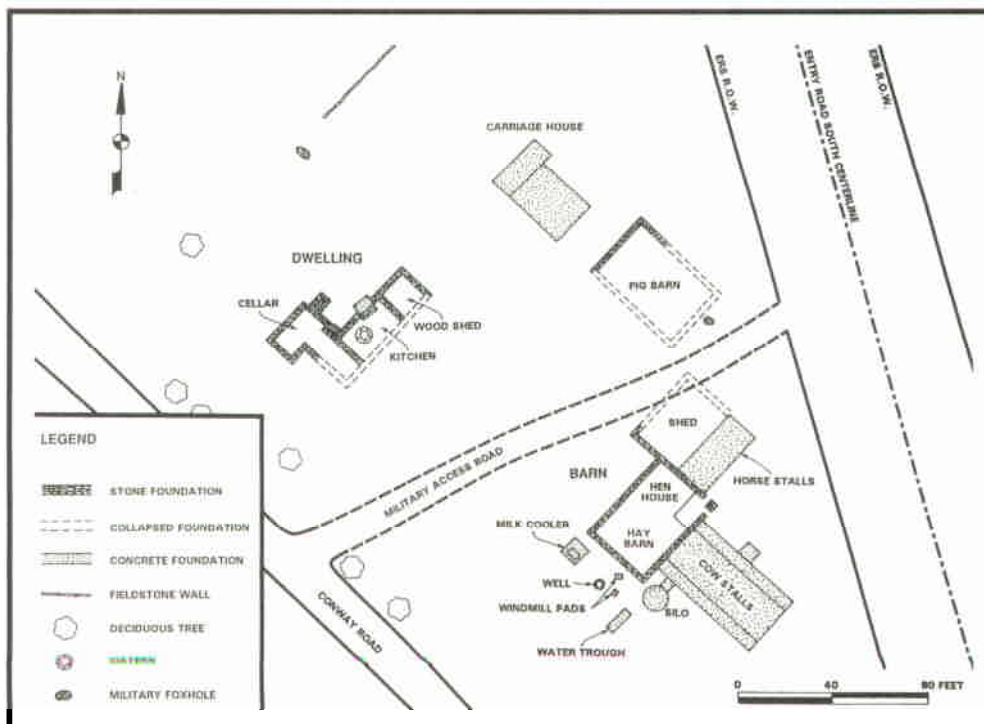 N
ERS R.O.W.
ENTRY ROAD SOUTH CENTERLINE
ERS R.O.W.
CARRIAGE HOUSE
DWELLING
PIG BARN
CELLAR
WOOD SHED
KITCHEN
MILITARY ACCESS ROAD
SHED
BARN
HORSE STALLS
HEN
HOUSE
MILK COOLER
HAY
BARN
COW STALLS
WELL
WINDMILL PADS
SILO
WATER TROUGH
CONWAY ROAD
LEGEND
STONE FOUNDATION
COLLAPSED FOUNDATION
CONCRETE FOUNDATION
FIELDSTONE WALL
DECIDUOUS TREE
CISTERN
MILITARY FOXHOLE
0 40 80 FEET